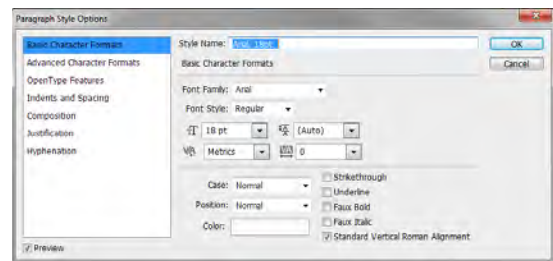 Paragraph Style Options
Basic Character Formats
Advanced Character Formats
OpenType Features
Indents and Spacing
Composition
Justification
Hyphenation
Preview
Style Name: Arial, 18pt
Basic Character Formats
Font Family: Arial
Font Style: Regular
18 pt (Auto)
Metrics 0
Case: Normal
Position: Normal
Color:
Strikethrough
Underline
Faux Bold
Faux Italic
Standard Vertical Roman Alignment
OK
Cancel